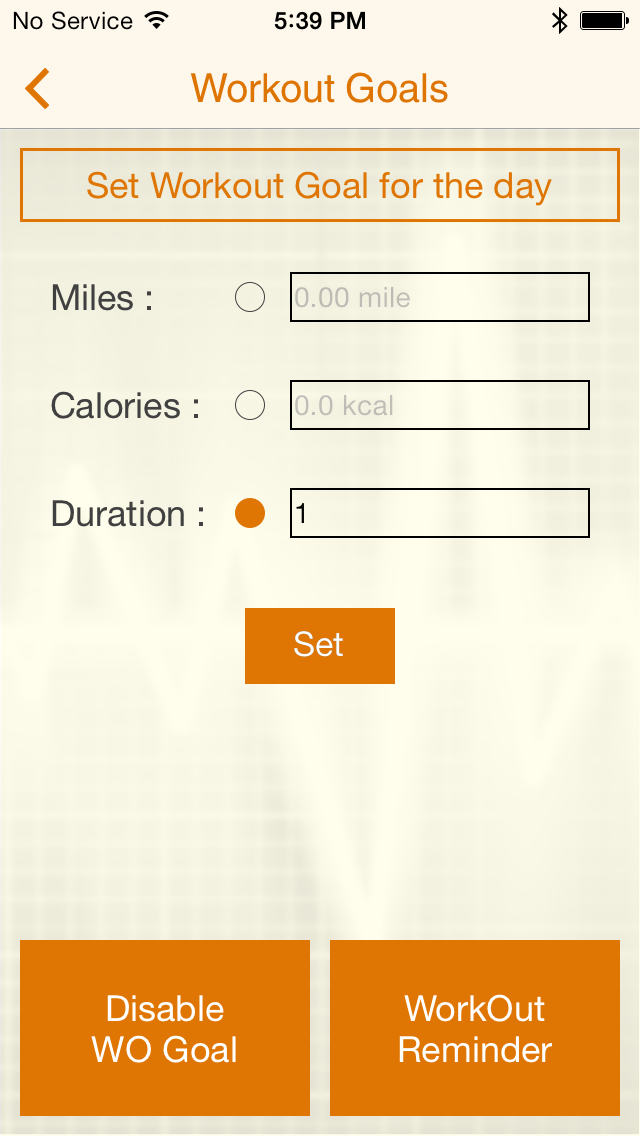 No Service 5:39 PM
Workout Goals
Set Workout Goal for the day
Miles : 0.00 mile
Calories : 0.0 kcal
Duration : 1
Set
Disable
WO Goal
WorkOut
Reminder